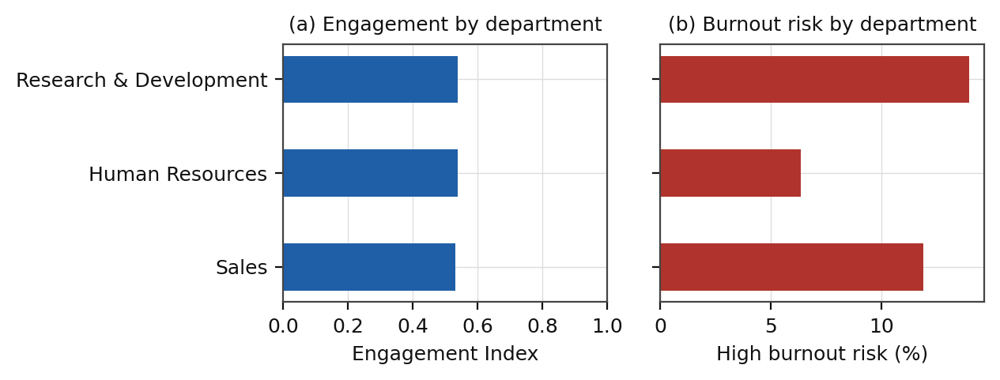 (a) Engagement by department
(b) Burnout risk by department
Research & Development
Human Resources
Sales
0.0 0.2 0.4 0.6 0.8 1.0
0 5 10
Engagement Index
High burnout risk (%)